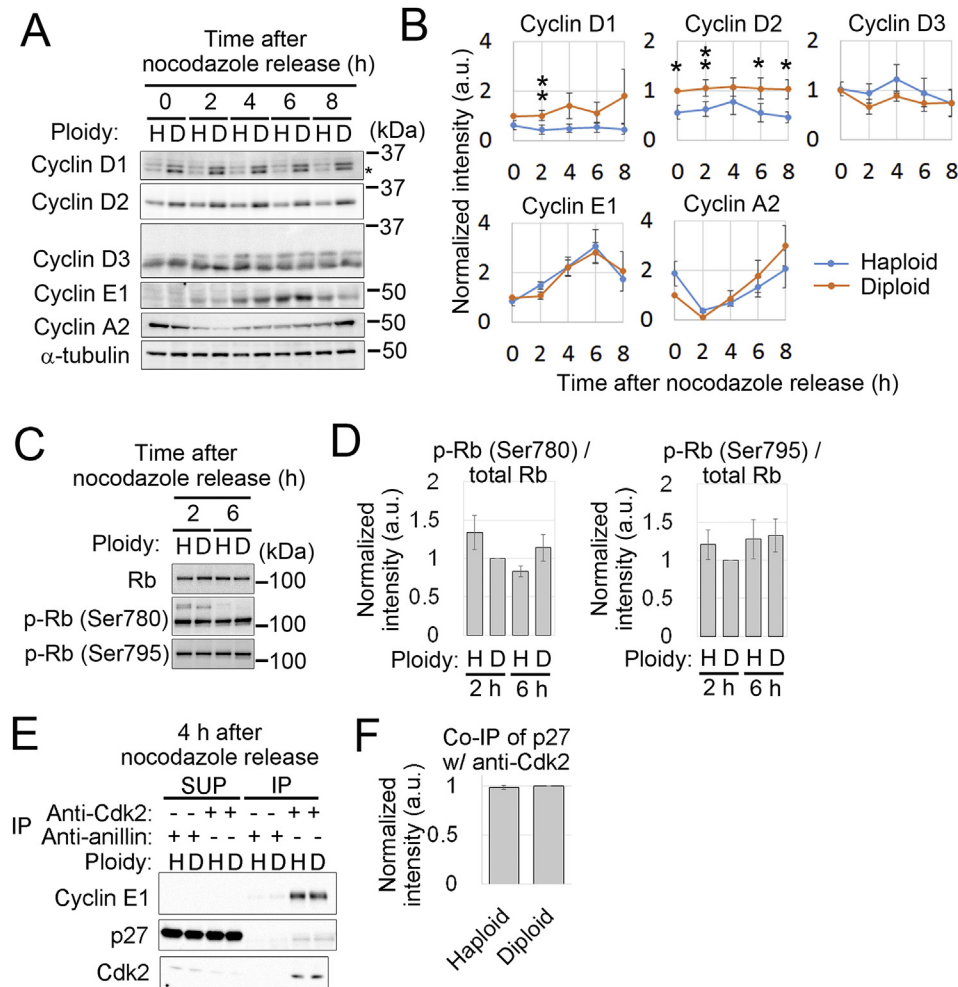 A
Time after
nocodazole release (h)
0 2 4 6 8
Ploidy: H D H D H D H D H D (kDa)
Cyclin D1
37
*
Cyclin D2
37
37
Cyclin D3
Cyclin E1
50
Cyclin A2
50
α-tubulin
50
B
Normalized intensity (a.u.)
Cyclin D1
4
2
1
0
**
0 2 4 6 8
Cyclin D2
2
1
0
* ** * *
0 2 4 6 8
Cyclin D3
2
1
0
0 2 4 6 8
Cyclin E1
4
2
0
0 2 4 6 8
Cyclin A2
4
2
0
0 2 4 6 8
Haploid
Diploid
Time after nocodazole release (h)
C
Time after
nocodazole release (h)
2 6
Ploidy: H D H D (kDa)
Rb
100
p-Rb (Ser780)
100
p-Rb (Ser795)
100
D
p-Rb (Ser780) /
total Rb
Normalized
intensity (a.u.)
2
1.5
1
0.5
0
Ploidy: H D H D
2 h 6 h
p-Rb (Ser795) /
total Rb
Normalized
intensity (a.u.)
2
1.5
1
0.5
0
Ploidy: H D H D
2 h 6 h
E
4 h after
nocodazole release
SUP IP
IP
Anti-Cdk2: - - + + - - + +
Anti-anillin: + + - - + + - -
Ploidy: H D H D H D H D
Cyclin E1
p27
Cdk2
F
Co-IP of p27
w/ anti-Cdk2
Normalized
intensity (a.u.)
1
0.5
0
Haploid
Diploid